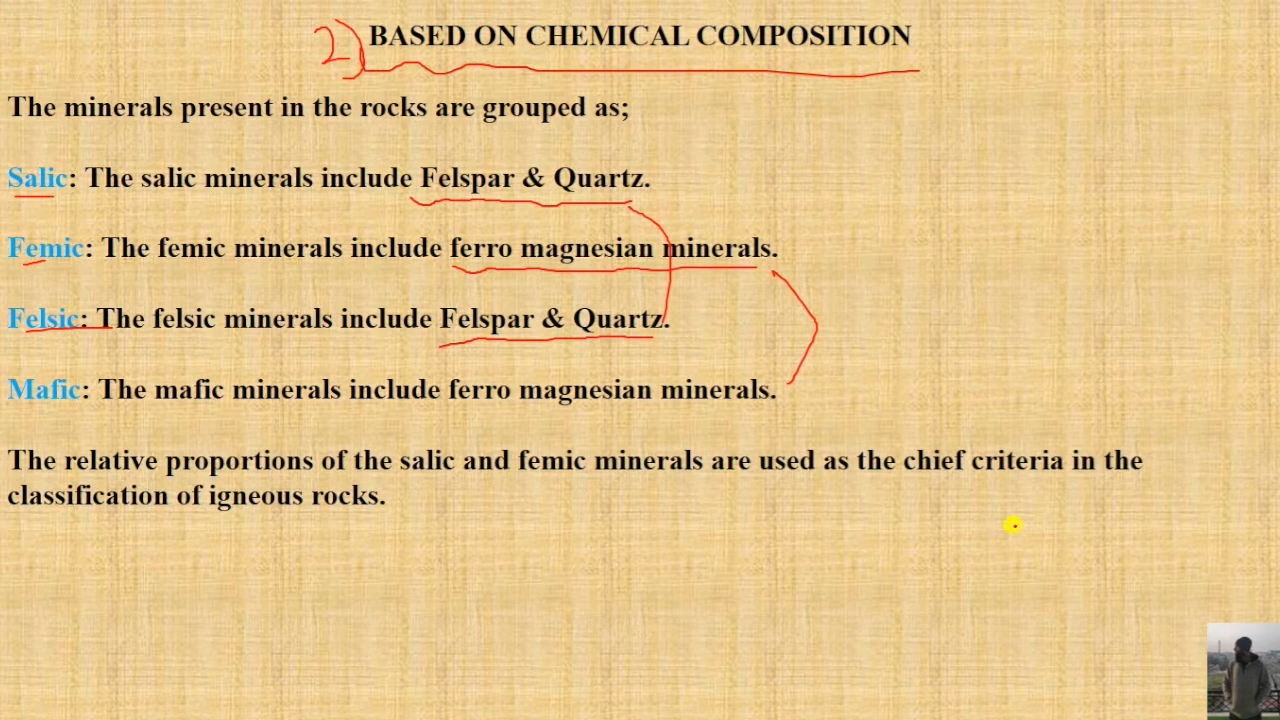 2) BASED ON CHEMICAL COMPOSITION
The minerals present in the rocks are grouped as;
Salic: The salic minerals include Felspar & Quartz.
Femic: The femic minerals include ferro magnesian minerals.
Felsic: The felsic minerals include Felspar & Quartz.
Mafic: The mafic minerals include ferro magnesian minerals.
The relative proportions of the salic and femic minerals are used as the chief criteria in the
classification of igneous rocks.